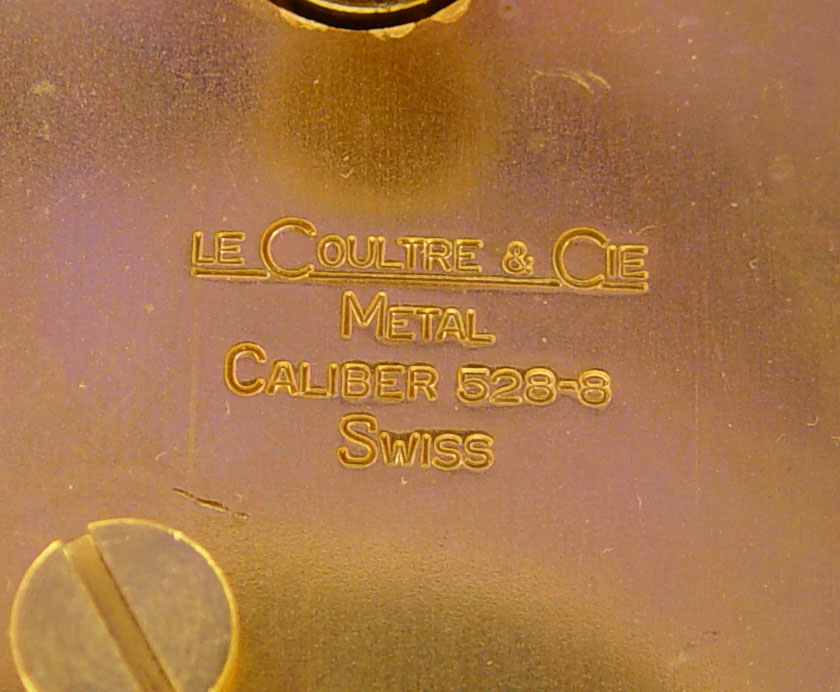 LE COULTRE & CIE
METAL
CALIBER 528-8
SWISS